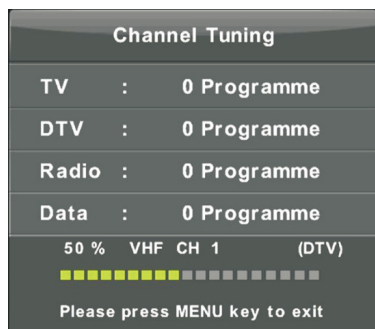 Channel Tuning
TV : 0 Programme
DTV : 0 Programme
Radio : 0 Programme
Data : 0 Programme
50 % VHF CH 1 (DTV)
Please press MENU key to exit